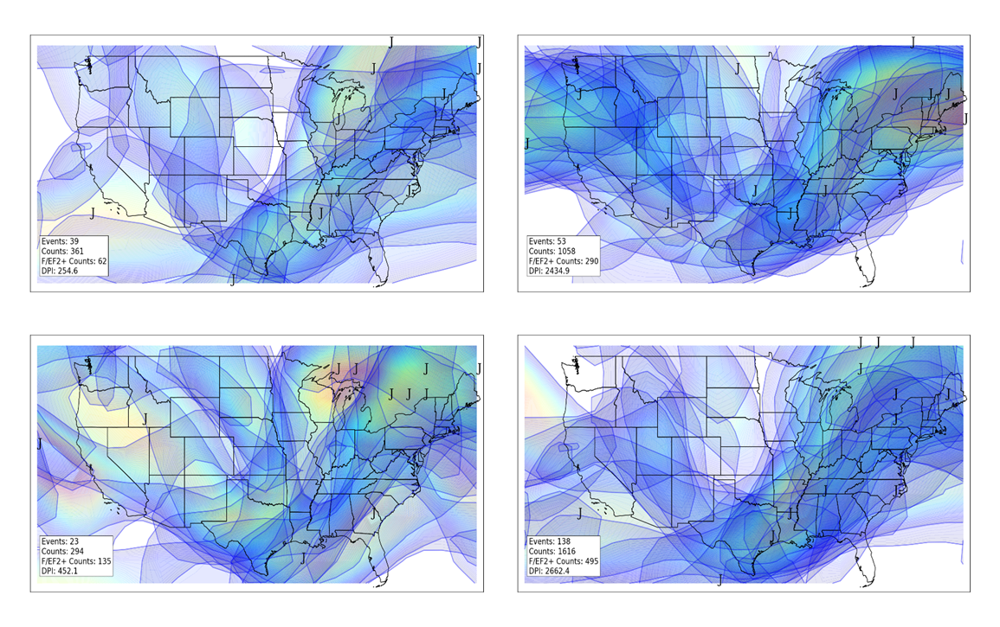 J
J
J
J
J
J
J
J
J
J
J
J
Events: 39
Counts: 361
F/EF2+ Counts: 62
DPI: 254.6
J
J
J
J
J
J
J
J
J
J
J
J
J
Events: 53
Counts: 1058
F/EF2+ Counts: 290
DPI: 2434.9
J
J
J
J
J
J
J
J
J
J
J
J
Events: 23
Counts: 294
F/EF2+ Counts: 135
DPI: 452.1
J
J
J
J
J
J
J
J
J
J
J
J
Events: 138
Counts: 1616
F/EF2+ Counts: 495
DPI: 2662.4
J